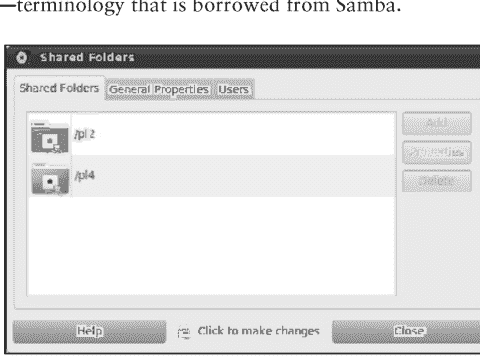 —terminology that is borrowed from Samba.
Shared Folders
Shared Folders General Properties Users
/pl2
/pl4
Add
Properties
Delete
Help Click to make changes Close